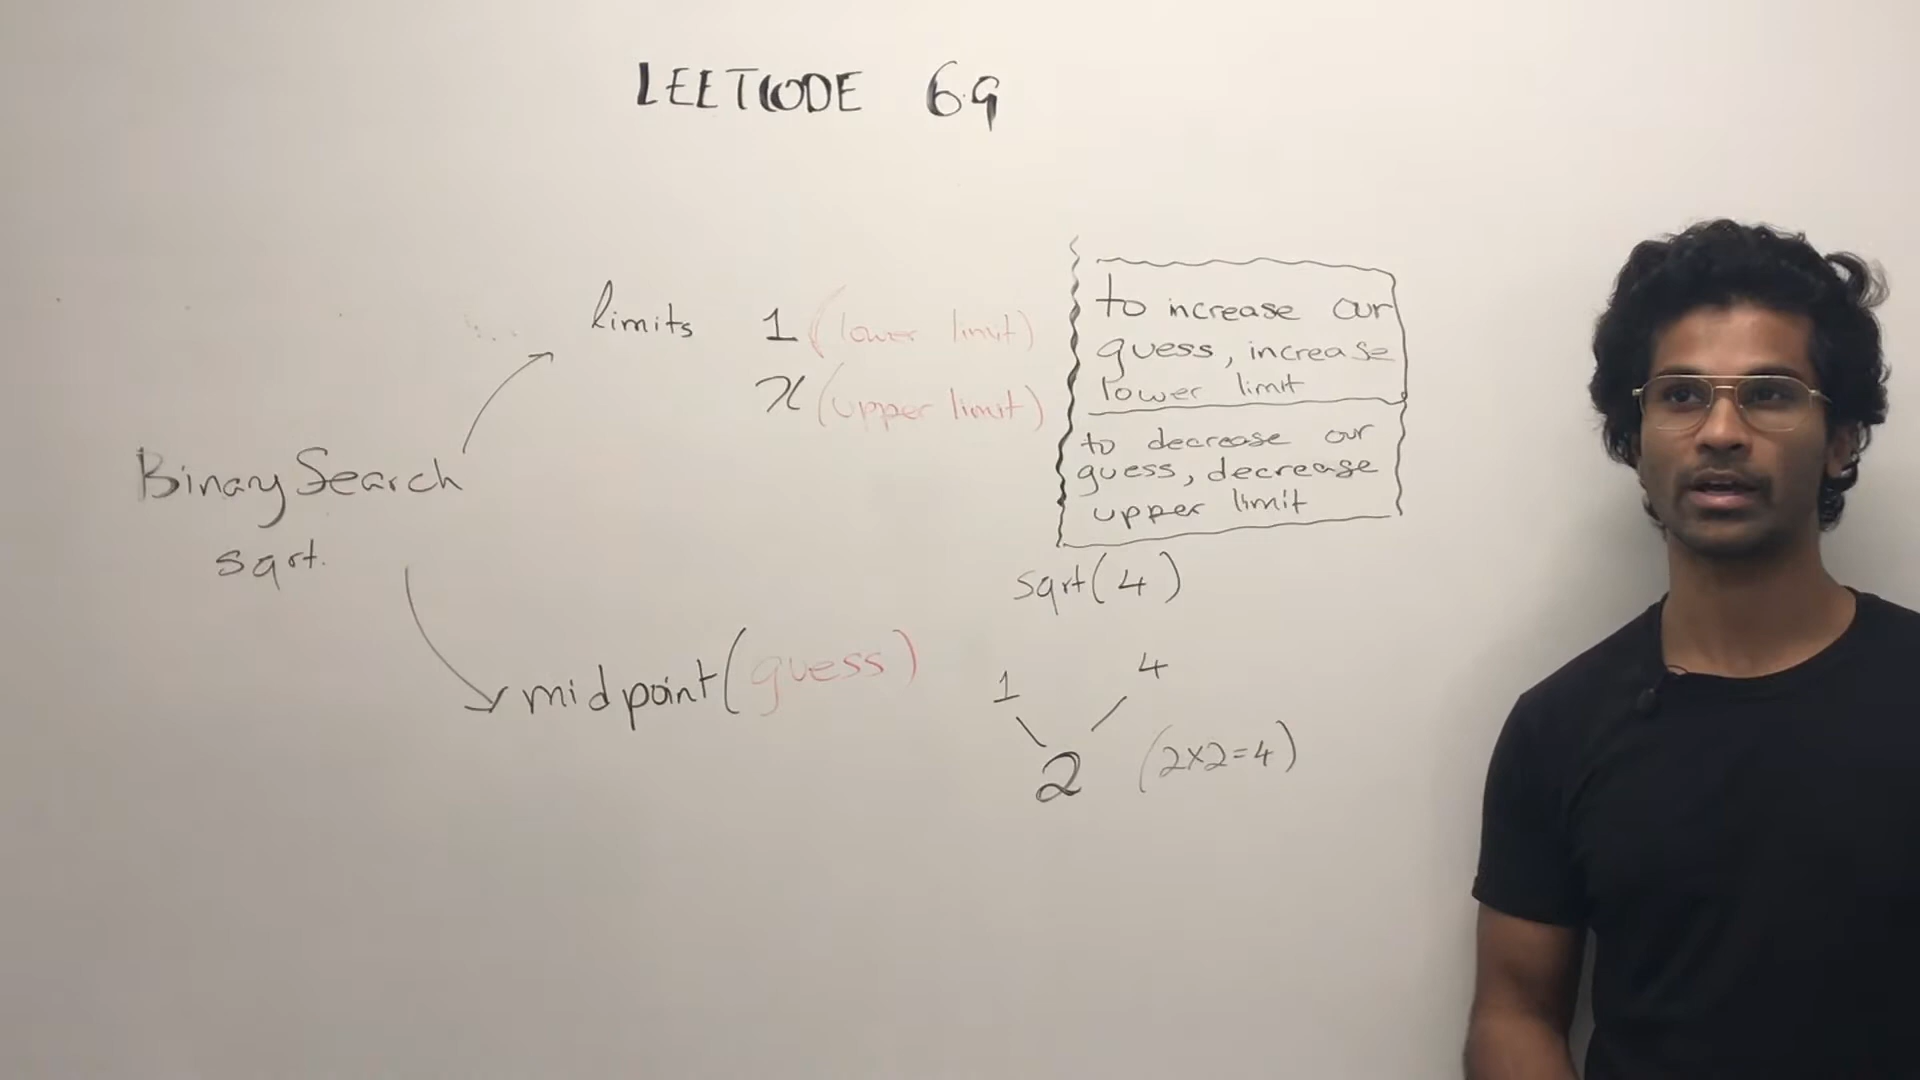 LEETCODE 69
limits 1 (lower limit)
x (upper limit)
to increase our
guess, increase
lower limit
to decrease our
guess, decrease
upper limit
Binary Search
sqrt.
midpoint (guess)
sqrt(4)
1 4
2 (2x2=4)